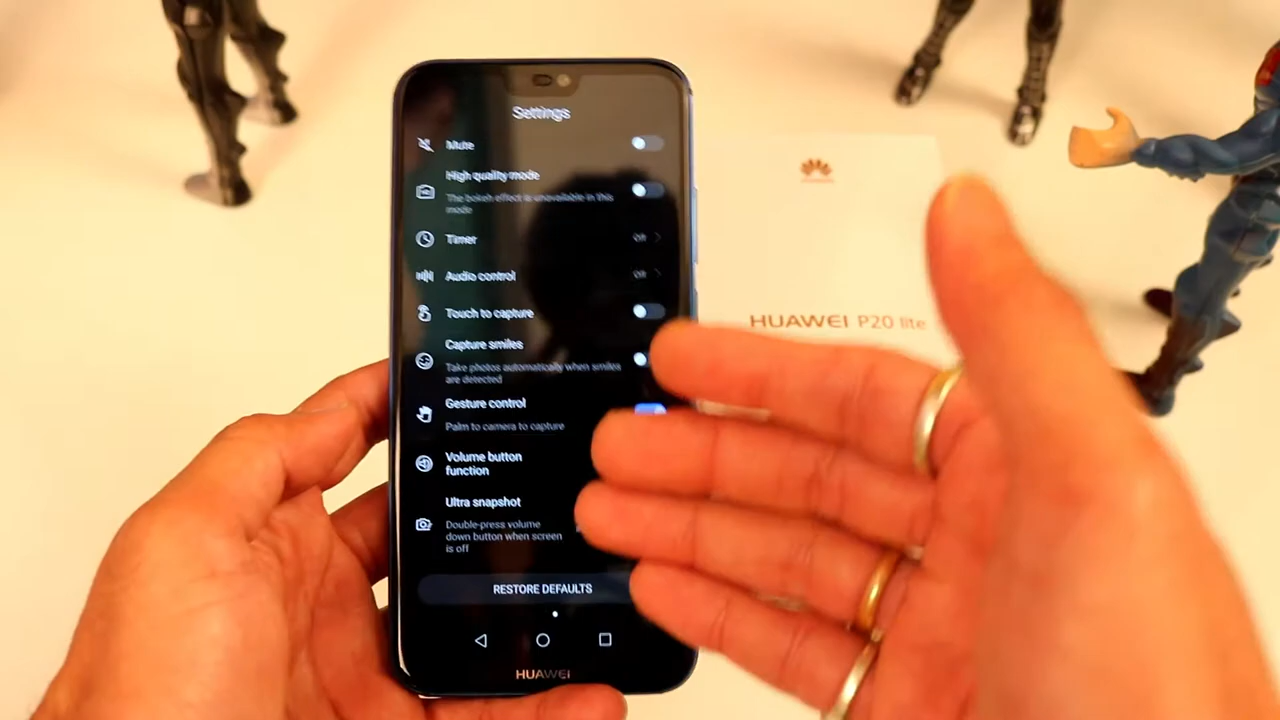 Settings
Mute
High quality mode
The bokeh effect is unavailable in this
mode
Timer
Off
Audio control
Off
Touch to capture
Capture smiles
Take photos automatically when smiles
are detected
Gesture control
Palm to camera to capture
Volume button
function
Ultra snapshot
Double-press volume
down button when screen
is off
RESTORE DEFAULTS
HUAWEI
HUAWEI P20 lite